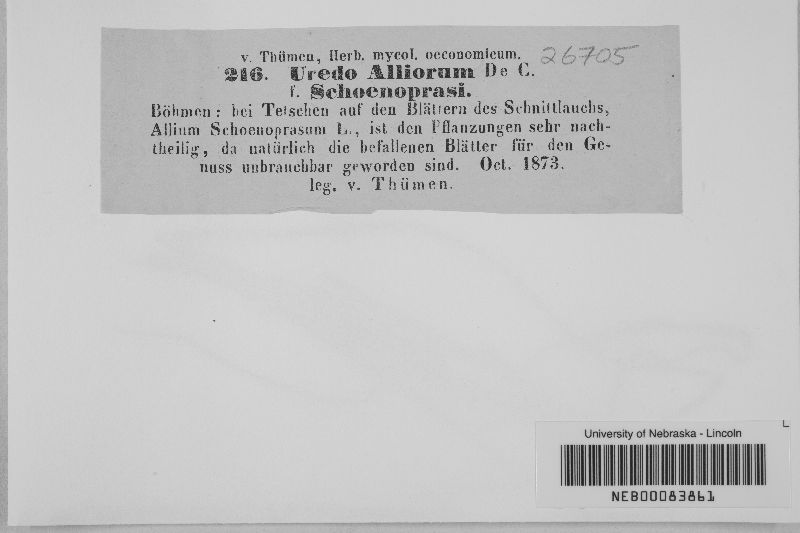 v. Thümen, Herb. mycol. oeconomicum. 26705
216. Uredo Alliorum De C.
f. Schoenoprasi.
Böhmen: bei Tetschen auf den Blättern des Schnittlauchs,
Allium Schoenoprasum L., ist den Pflanzungen sehr nach-
theilig, da natürlich die befallenen Blätter für den Ge-
nuss unbrauchbar geworden sind. Oct. 1873.
leg. v. Thümen.
University of Nebraska - Lincoln
NEB00083861